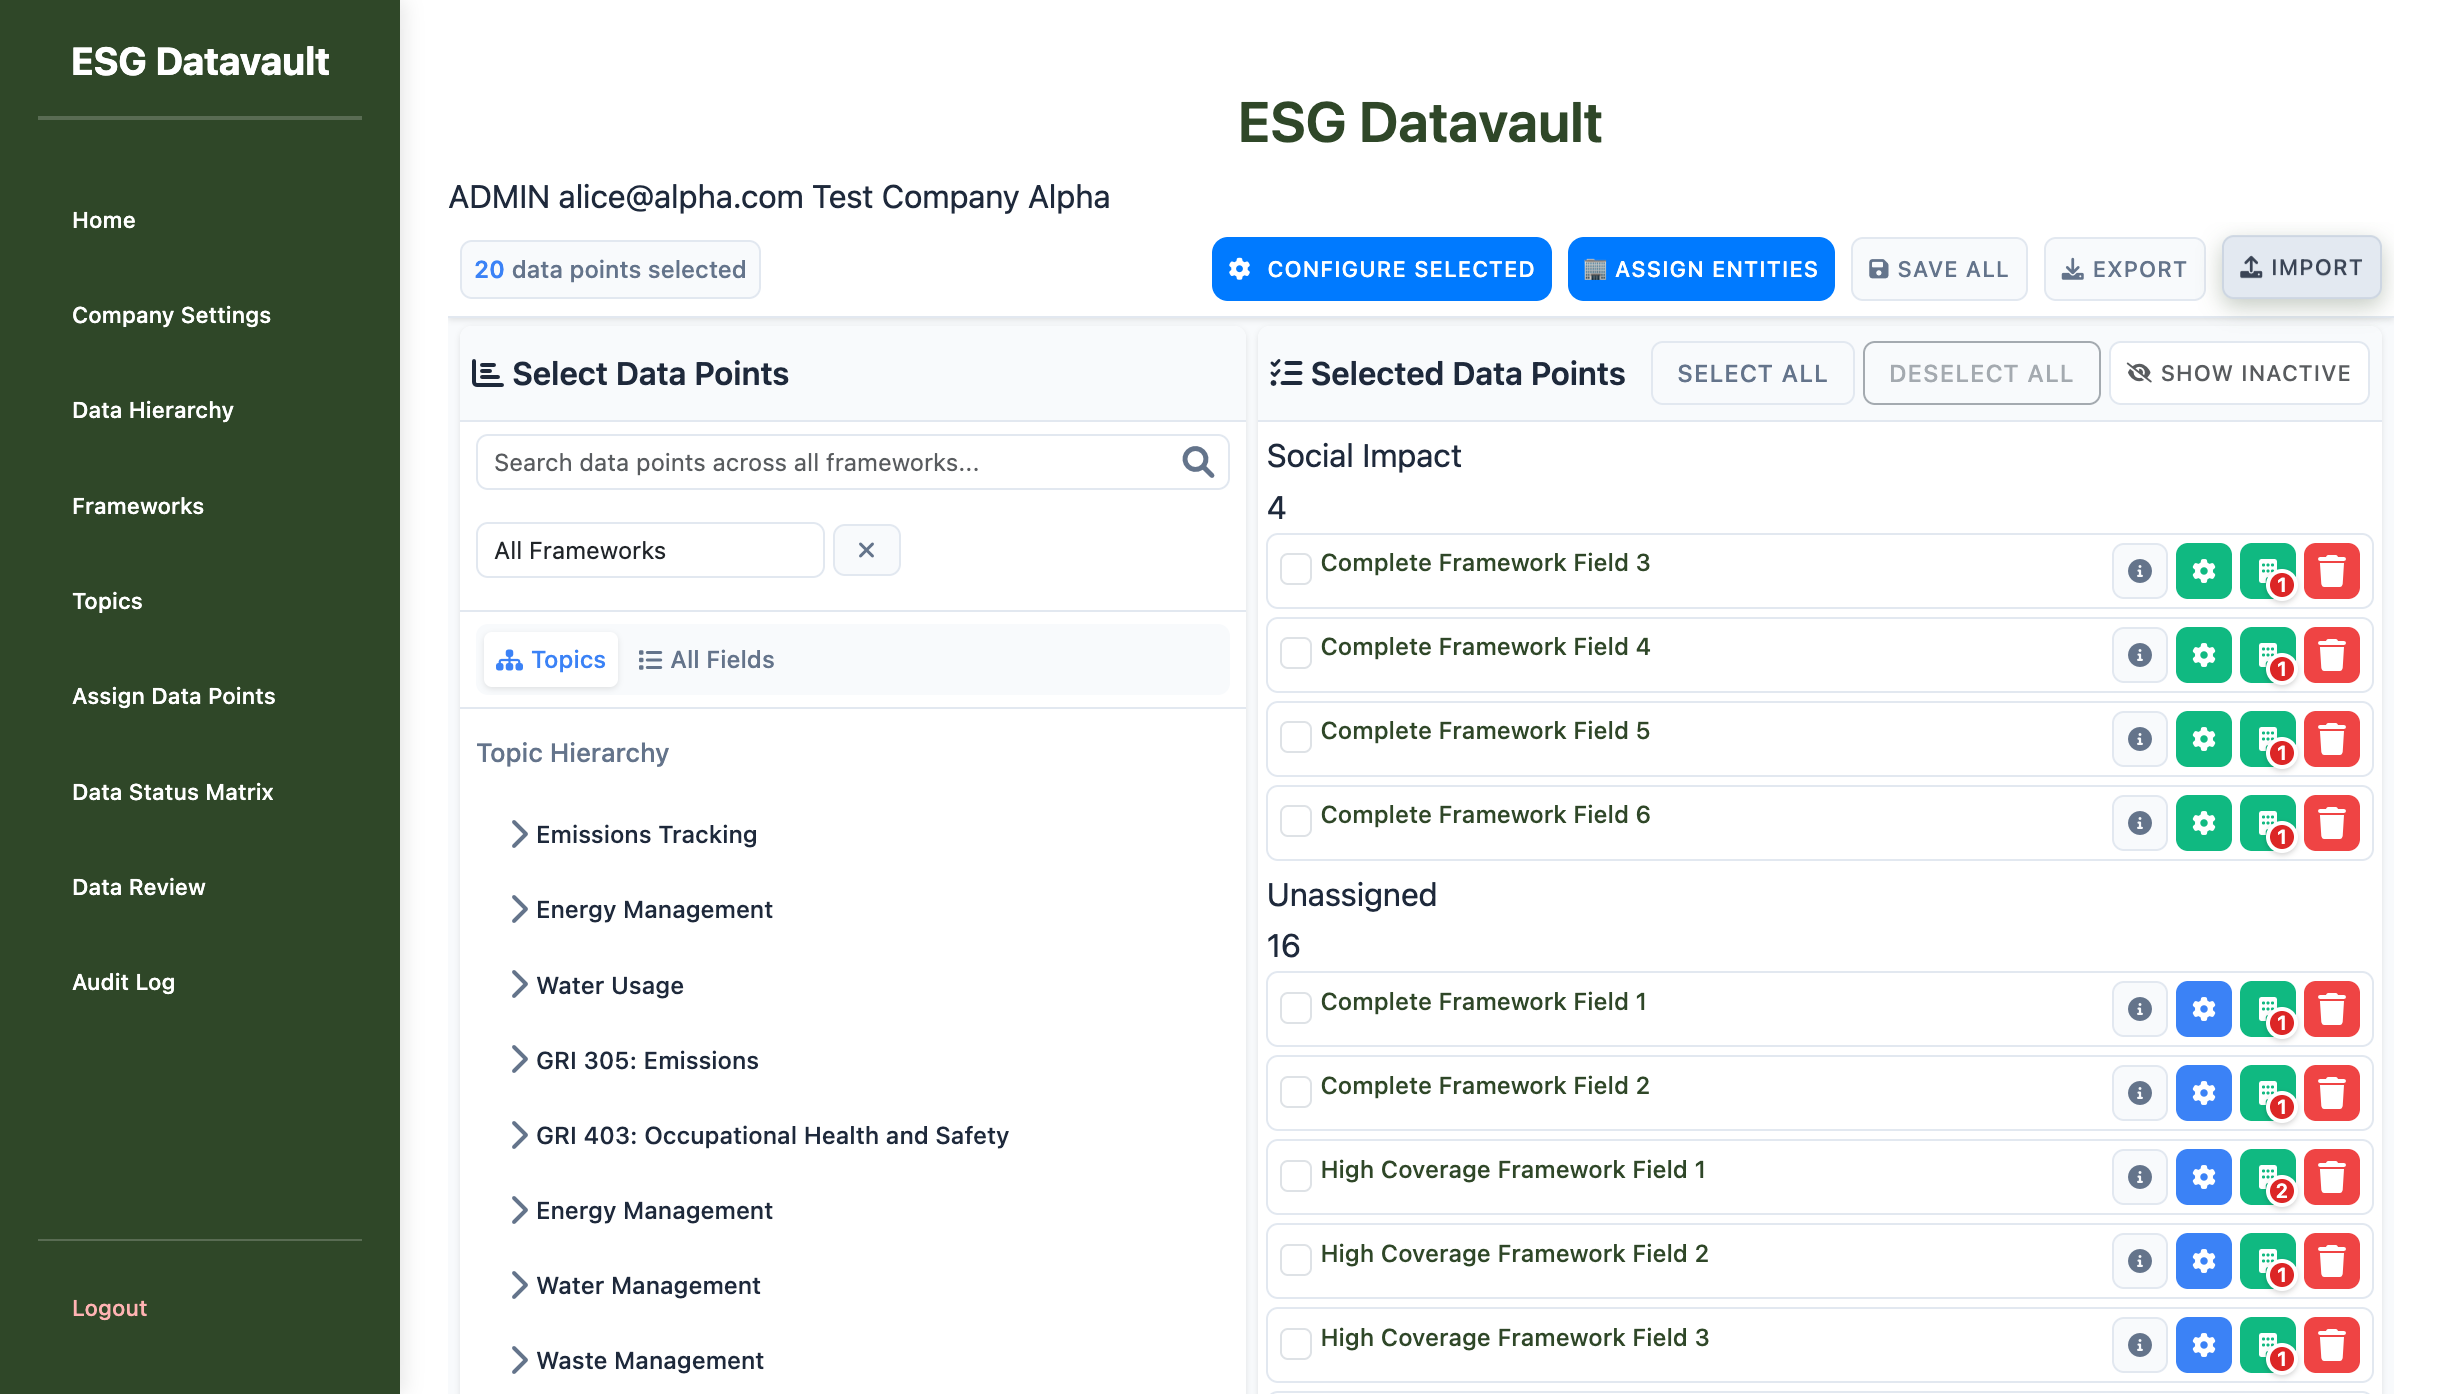 ESG Datavault
Home
Company Settings
Data Hierarchy
Frameworks
Topics
Assign Data Points
Data Status Matrix
Data Review
Audit Log
Logout
ESG Datavault
ADMIN alice@alpha.com Test Company Alpha
20 data points selected
CONFIGURE SELECTED
ASSIGN ENTITIES
SAVE ALL
EXPORT
IMPORT
Select Data Points
Search data points across all frameworks...
All Frameworks
Topics
All Fields
Topic Hierarchy
Emissions Tracking
Energy Management
Water Usage
GRI 305: Emissions
GRI 403: Occupational Health and Safety
Energy Management
Water Management
Waste Management
Selected Data Points
SELECT ALL
DESELECT ALL
SHOW INACTIVE
Social Impact
4
Complete Framework Field 3
1
Complete Framework Field 4
1
Complete Framework Field 5
1
Complete Framework Field 6
1
Unassigned
16
Complete Framework Field 1
1
Complete Framework Field 2
1
High Coverage Framework Field 1
2
High Coverage Framework Field 2
1
High Coverage Framework Field 3
1